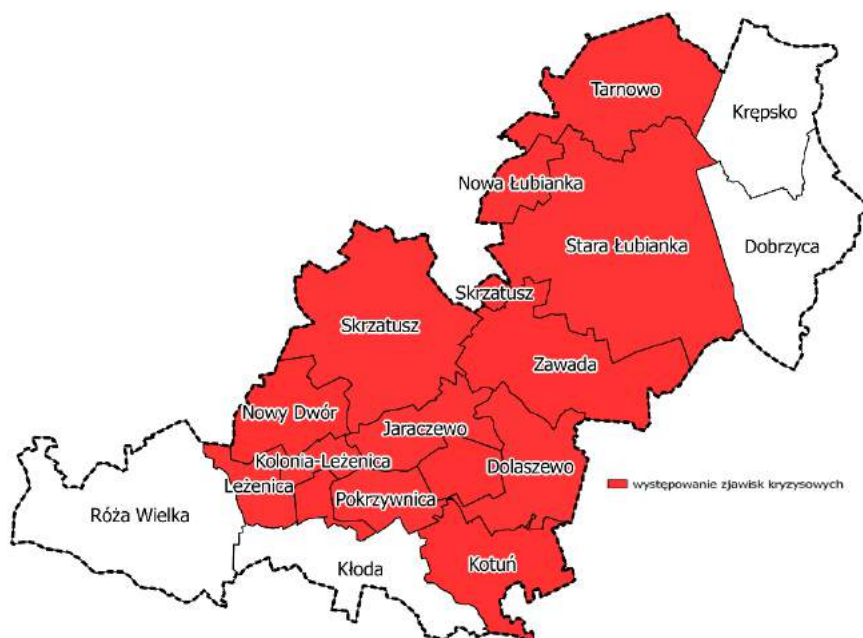 Tarnowo
Krępsko
Nowa Łubianka
Stara Łubianka
Dobrzyca
Skrzatusz
Skrzatusz
Zawada
Nowy Dwór
Jaraczewo
Kolonia-Leżenica
Dolaszewo
Leżenica
występowanie zjawisk kryzysowych
Pokrzywnica
Róża Wielka
Kłoda
Kotuń